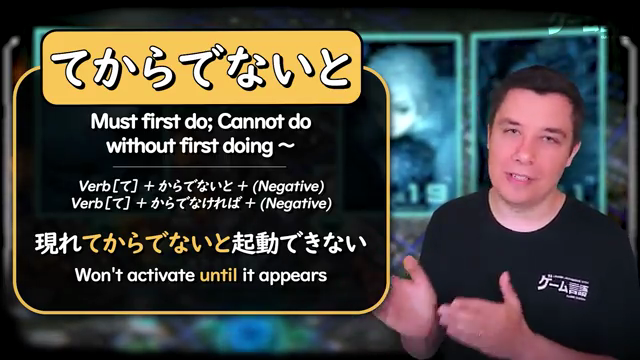 てからでないと
Must first do; Cannot do
without first doing ～
Verb［て］ + からでないと + (Negative)
Verb［て］ + からでなければ + (Negative)
現れてからでないと起動できない
Won't activate until it appears
.19
ゲーム言語